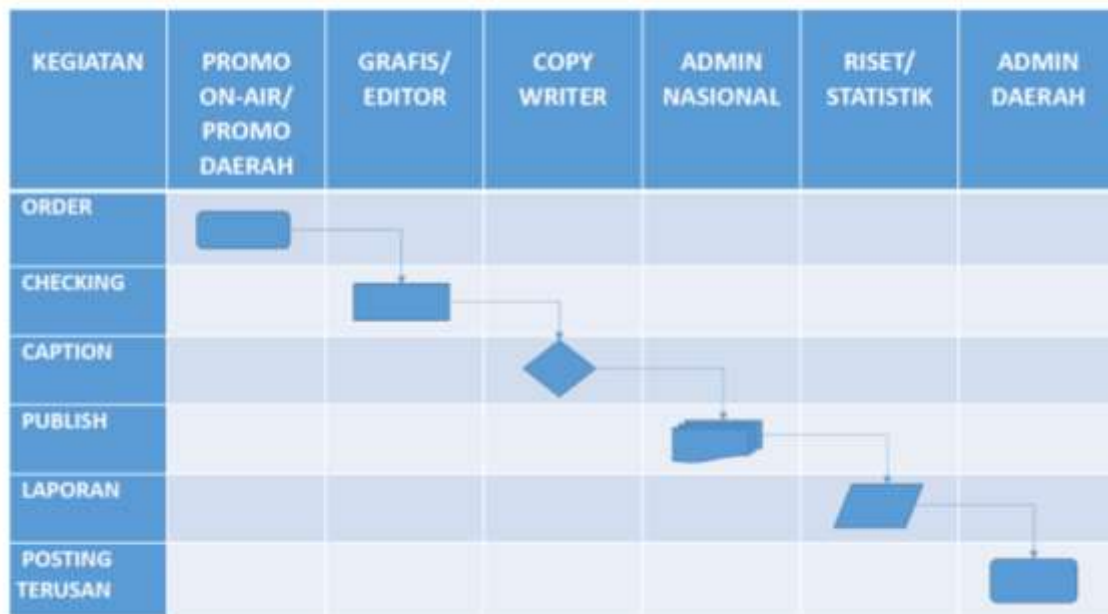 KEGIATAN
PROMO
ON-AIR/
PROMO
DAERAH
GRAFIS/
EDITOR
COPY
WRITER
ADMIN
NASIONAL
RISET/
STATISTIK
ADMIN
DAERAH
ORDER
CHECKING
CAPTION
PUBLISH
LAPORAN
POSTING
TERUSAN